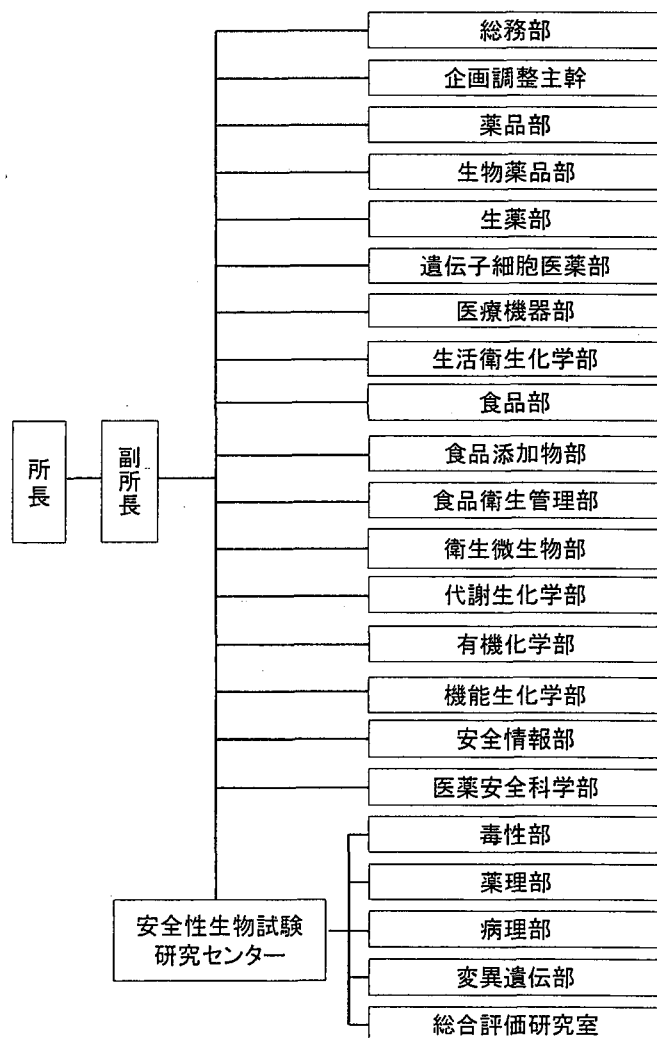 総務部
企画調整主幹
薬品部
生物薬品部
生薬部
遺伝子細胞医薬部
医療機器部
生活衛生化学部
食品部
所長
副所長
食品添加物部
食品衛生管理部
衛生微生物部
代謝生化学部
有機化学部
機能生化学部
安全情報部
医薬安全科学部
安全性生物試験
研究センター
毒性部
薬理部
病理部
変異遺伝部
総合評価研究室